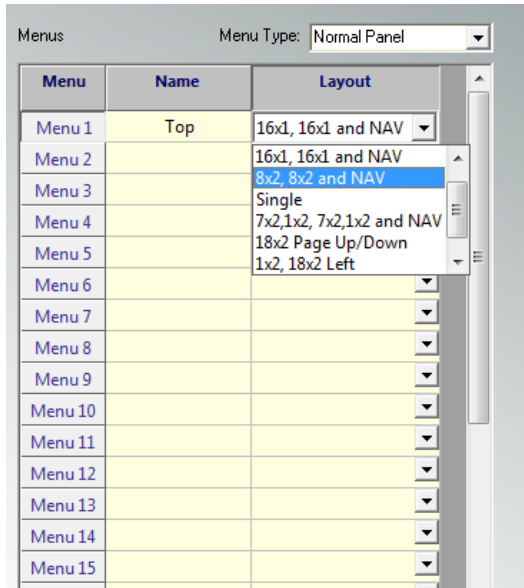 Menus Menu Type: Normal Panel
Menu Name Layout
Menu 1 Top 16x1, 16x1 and NAV
Menu 2 16x1, 16x1 and NAV
8x2, 8x2 and NAV
Menu 3 Single
Menu 4 7x2,1x2, 7x2,1x2 and NAV
18x2 Page Up/Down
Menu 5 1x2, 18x2 Left
Menu 6
Menu 7
Menu 8
Menu 9
Menu 10
Menu 11
Menu 12
Menu 13
Menu 14
Menu 15